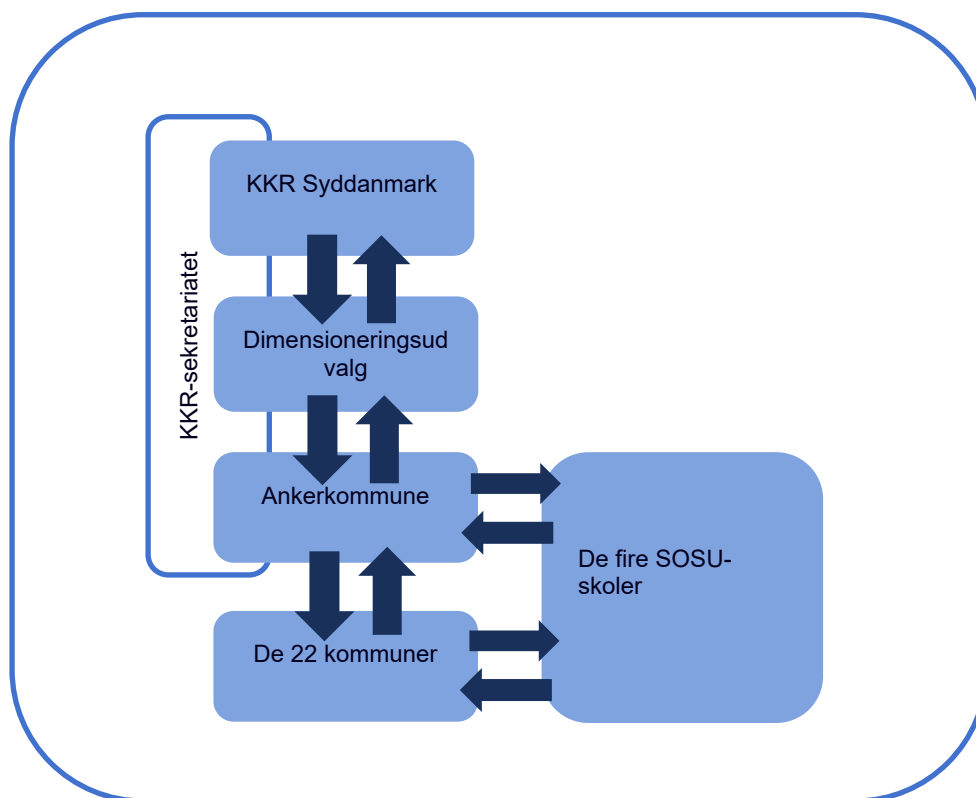 KKR Syddanmark
KKR-sekretariatet
Dimensioneringsud
valg
Ankerkommune
De fire SOSU-
skoler
De 22 kommuner